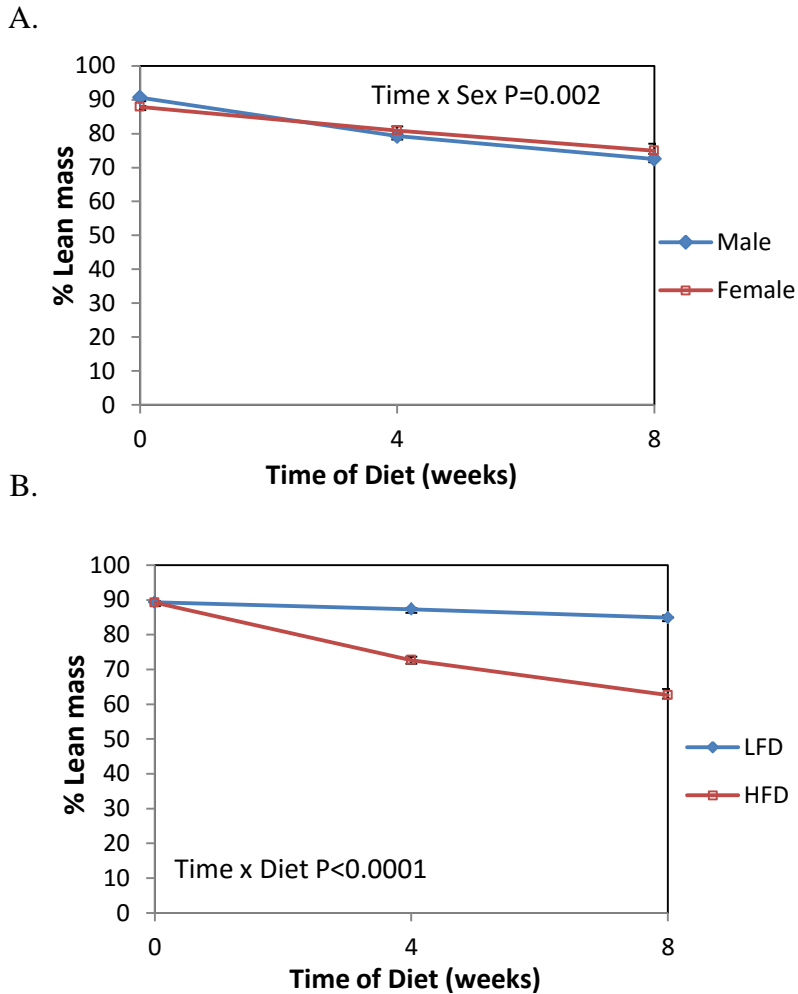 A.
100
90
80
70
60
50
40
30
20
10
0
% Lean mass
Time x Sex P=0.002
Male
Female
0 4 8
Time of Diet (weeks)
B.
100
90
80
70
60
50
40
30
20
10
0
% Lean mass
LFD
HFD
Time x Diet P<0.0001
0 4 8
Time of Diet (weeks)